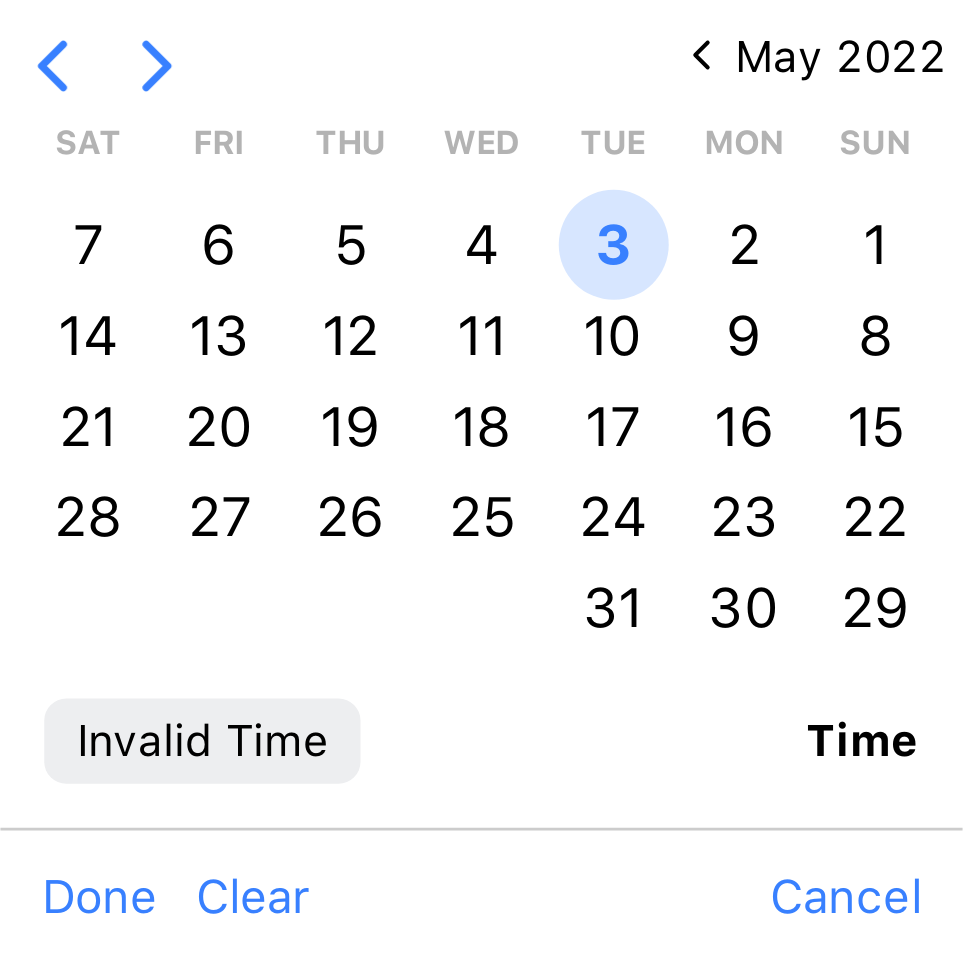 May 2022
SAT FRI THU WED TUE MON SUN
7 6 5 4 3 2 1
14 13 12 11 10 9 8
21 20 19 18 17 16 15
28 27 26 25 24 23 22
31 30 29
Invalid Time Time
Done Clear Cancel